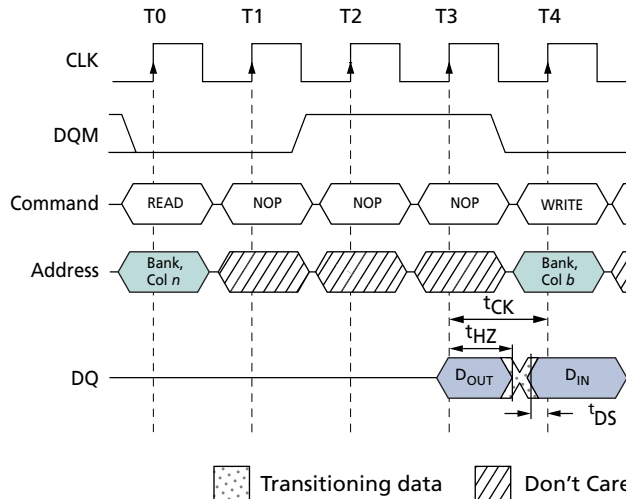 T0 T1 T2 T3 T4
CLK
DQM
Command READ NOP NOP NOP WRITE
Address Bank, Col n Bank, Col b
tCK
tHZ
DQ DOUT DIN
tDS
Transitioning data Don't Care